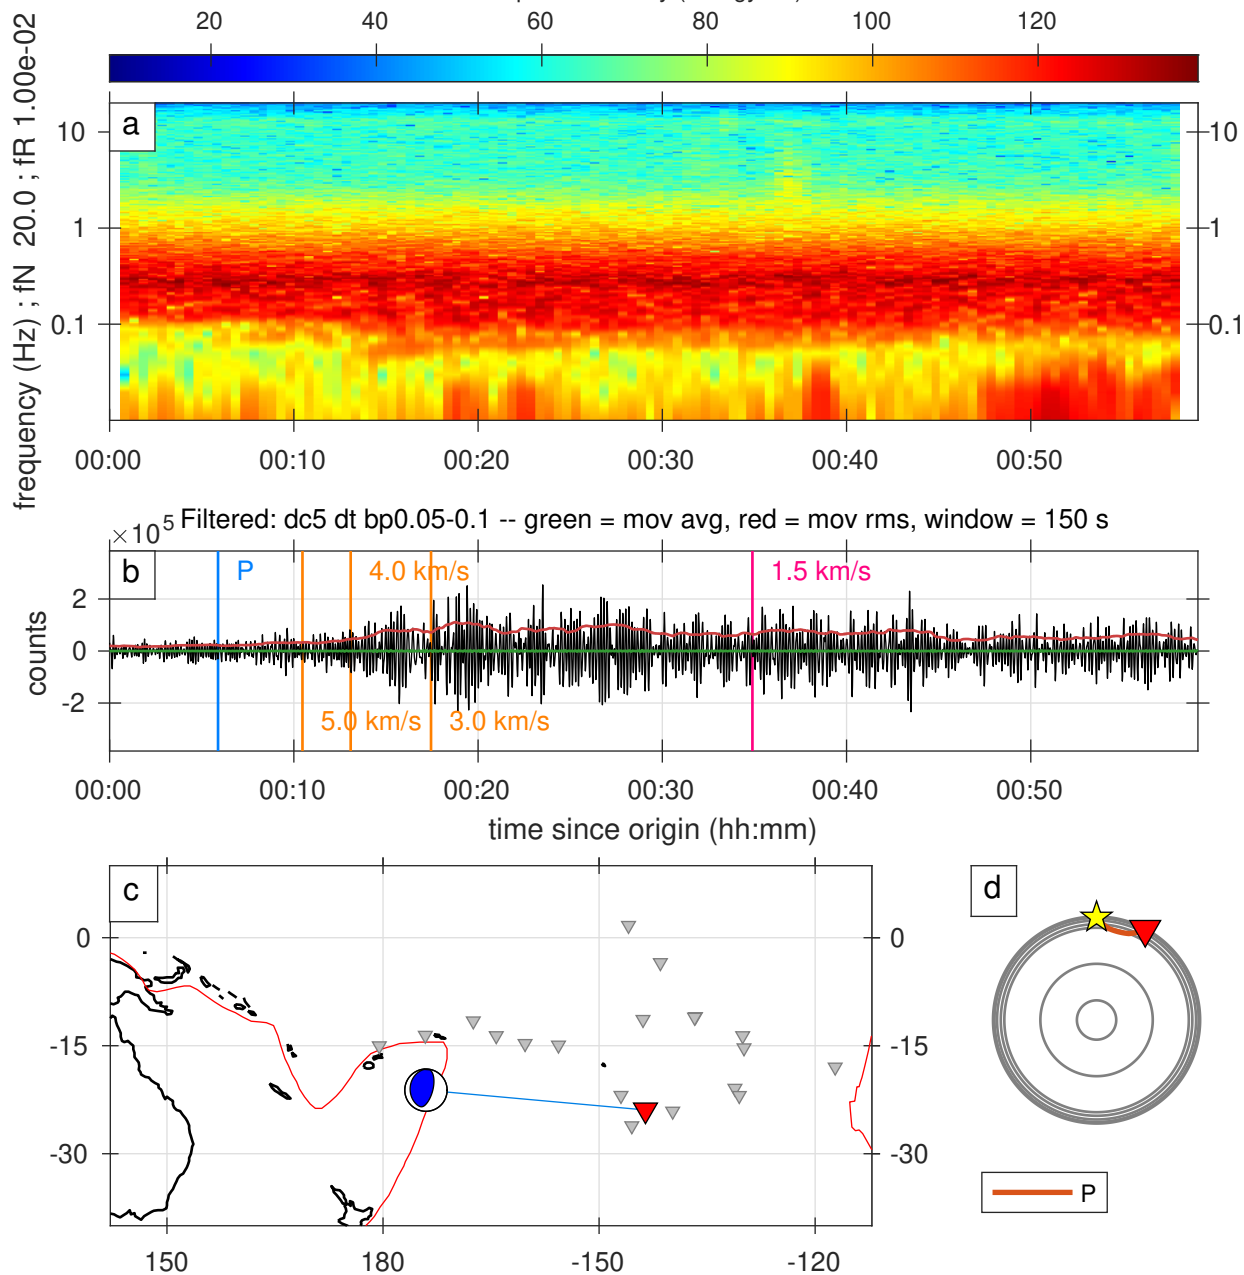 20 40 60 80 100 120
frequency (Hz) ; fN 20.0 ; fR 1.00e-02
a
10 10
1 1
0.1 0.1
00:00 00:10 00:20 00:30 00:40 00:50
×10^5 Filtered: dc5 dt bp0.05-0.1 -- green = mov avg, red = mov rms, window = 150 s
b
P 4.0 km/s 1.5 km/s
counts
2
0
-2
5.0 km/s 3.0 km/s
00:00 00:10 00:20 00:30 00:40 00:50
time since origin (hh:mm)
c
d
0 0
-15 -15
-30 -30
150 180 -150 -120
P